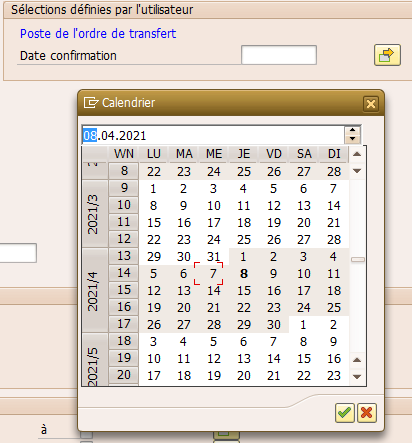 Sélections définies par l'utilisateur
Poste de l'ordre de transfert
Date confirmation
Calendrier
08.04.2021
WN LU MA ME JE VD SA DI
8 22 23 24 25 26 27 28
2021/3
9 1 2 3 4 5 6 7
10 8 9 10 11 12 13 14
11 15 16 17 18 19 20 21
12 22 23 24 25 26 27 28
2021/4
13 29 30 31 1 2 3 4
14 5 6 7 8 9 10 11
15 12 13 14 15 16 17 18
16 19 20 21 22 23 24 25
17 26 27 28 29 30 1 2
2021/5
18 3 4 5 6 7 8 9
19 10 11 12 13 14 15 16
20 17 18 19 20 21 22 23
à